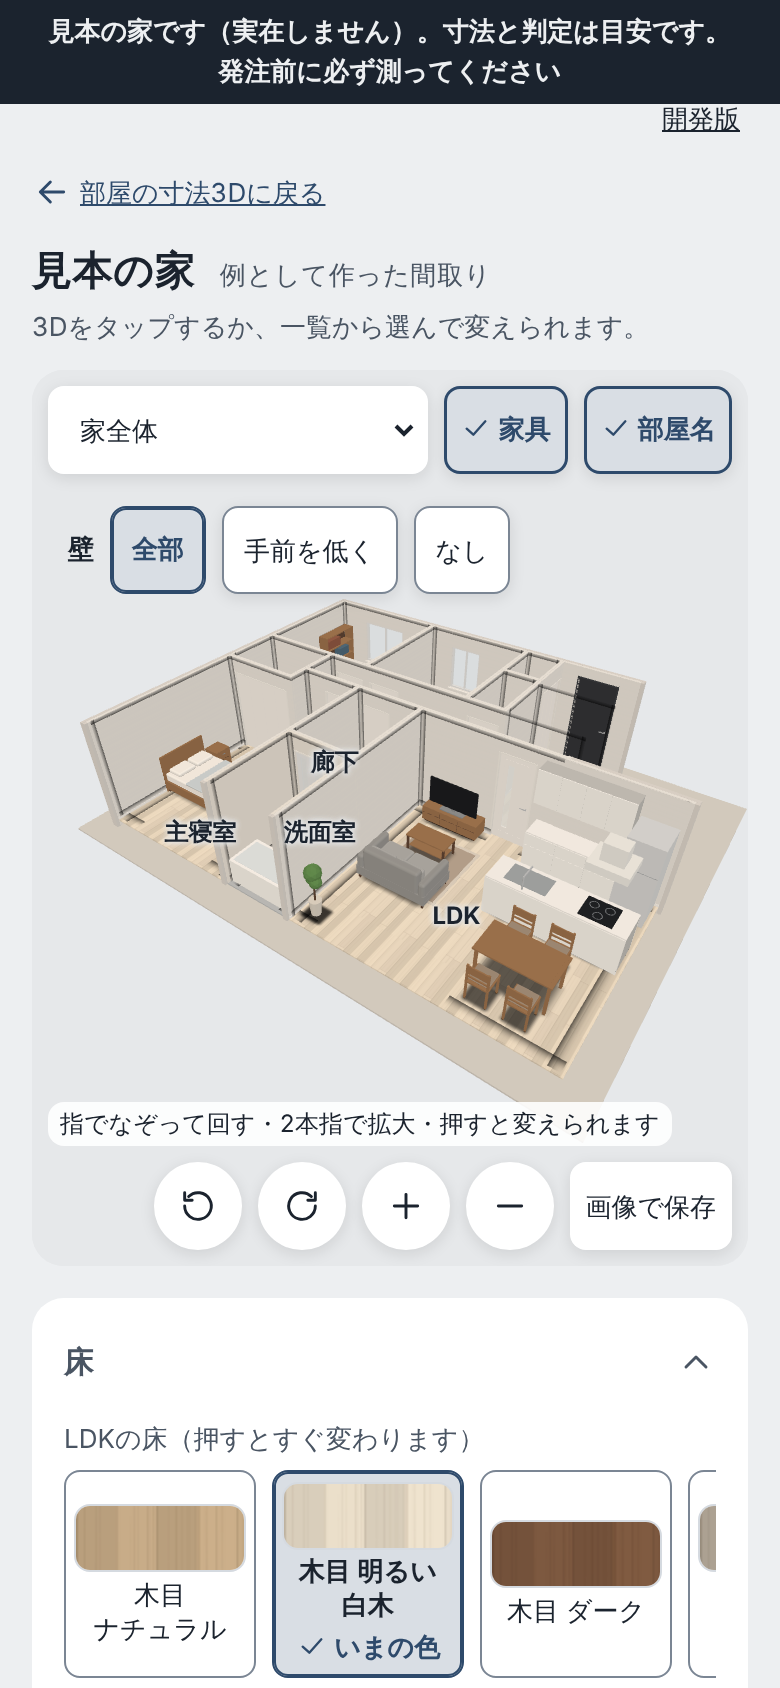 見本の家です（実在しません）。寸法と判定は目安です。
発注前に必ず測ってください
開発版
部屋の寸法3Dに戻る
見本の家 例として作った間取り
3Dをタップするか、一覧から選んで変えられます。
家全体 家具 部屋名
壁 全部 手前を低く なし
廊下
主寝室 洗面室
LDK
指でなぞって回す・2本指で拡大・押すと変えられます
画像で保存
床
LDKの床（押すとすぐ変わります）
木目
ナチュラル
木目 明るい
白木
いまの色
木目 ダーク